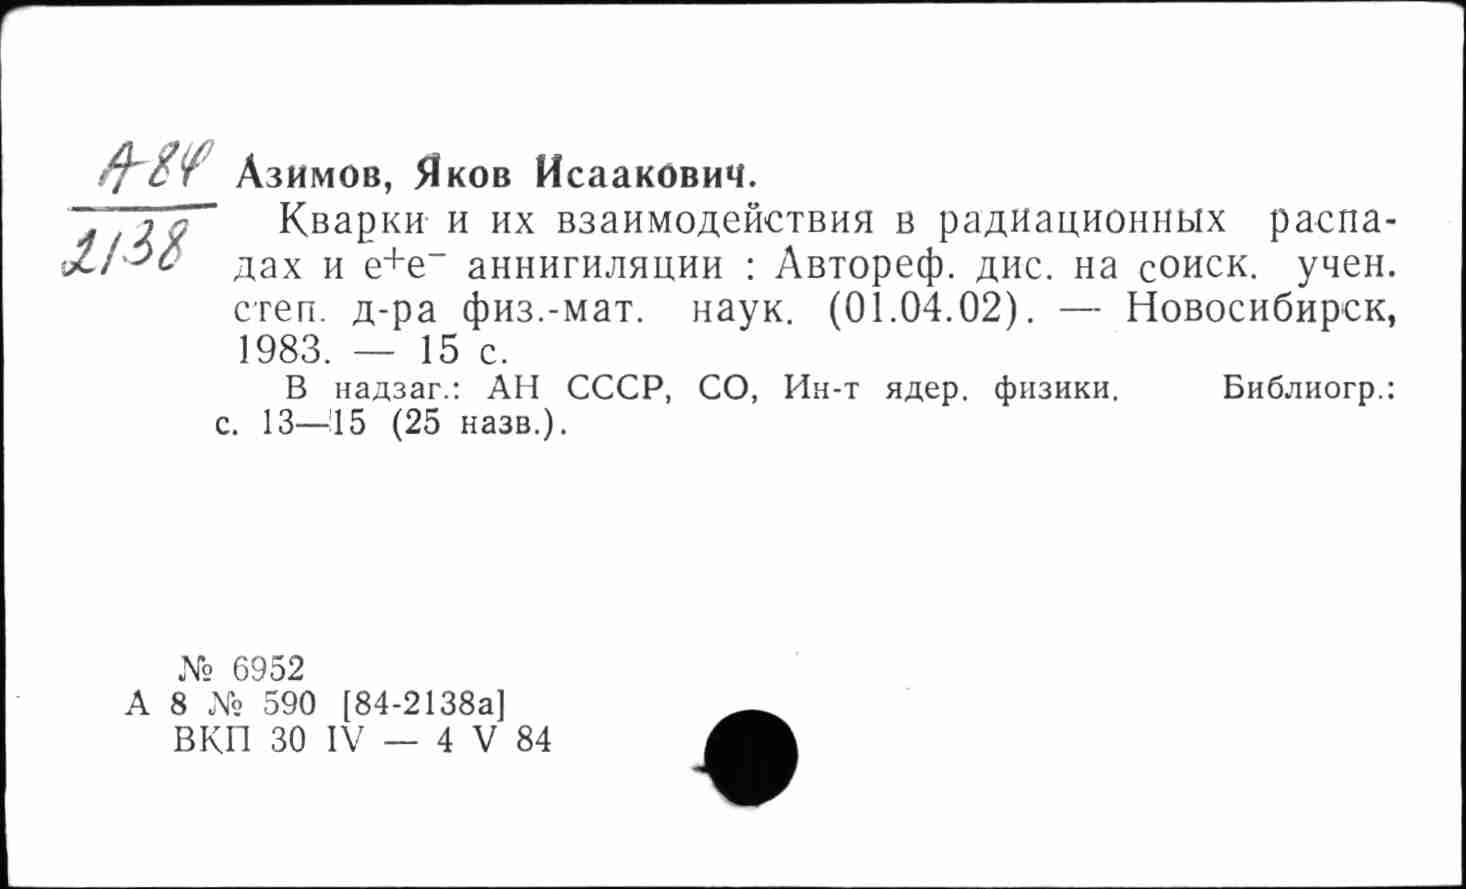 А84
2138
Азимов, Яков Исаакович.
Кварки и их взаимодействия в радиационных распа-
дах и e+e− аннигиляции : Автореф. дис. на соиск. учен.
степ. д-ра физ.-мат. наук. (01.04.02). — Новосибирск,
1983. — 15 с.
В надзаг.: АН СССР, СО, Ин-т ядер. физики. Библиогр.:
с. 13—15 (25 назв.).
№ 6952
А 8 № 590 [84-2138а]
ВКП 30 IV — 4 V 84